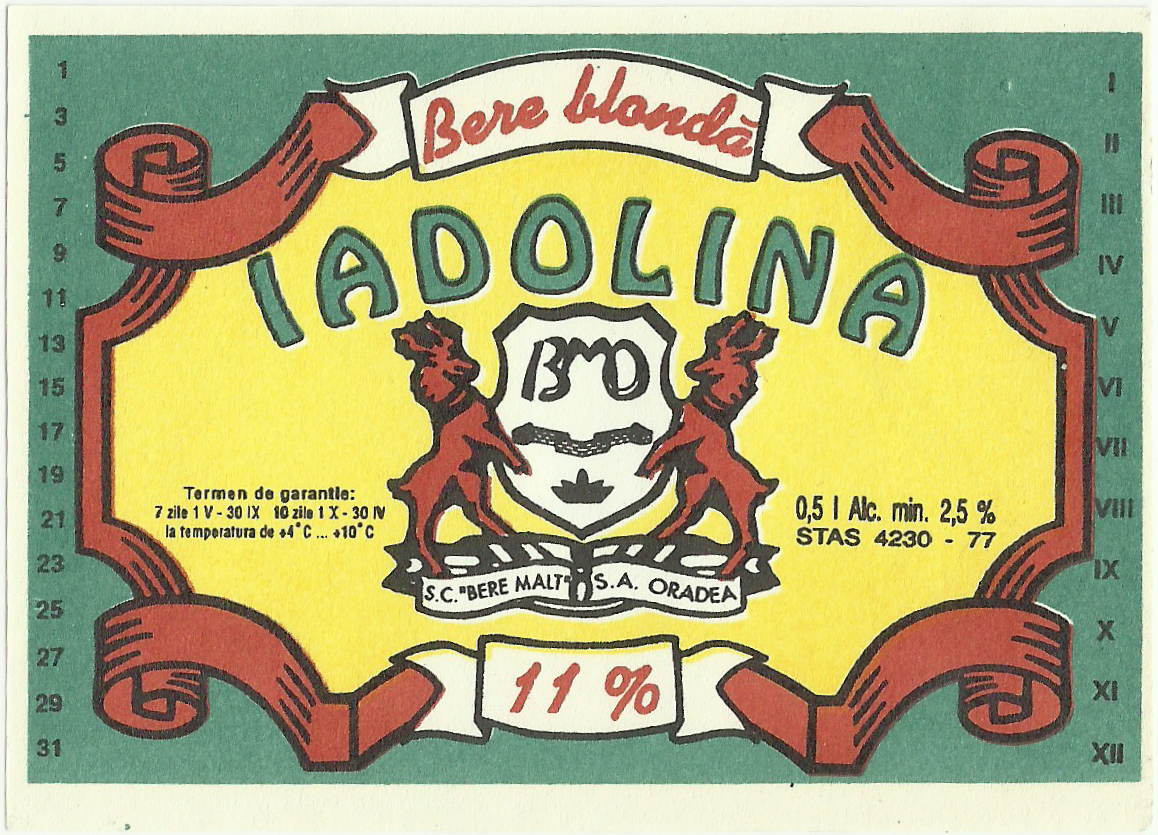 Bere blondă
IADOLINA
BMO
Termen de garantie:
7 zile 1 V - 30 IX 10 zile 1 X - 30 IV
la temperatura de +4°C ... +10°C
0,5 l Alc. min. 2,5 %
STAS 4230 - 77
S.C."BERE MALT" S.A. ORADEA
11 %
1
3
5
7
9
11
13
15
17
19
21
23
25
27
29
31
I
II
III
IV
V
VI
VII
VIII
IX
X
XI
XII